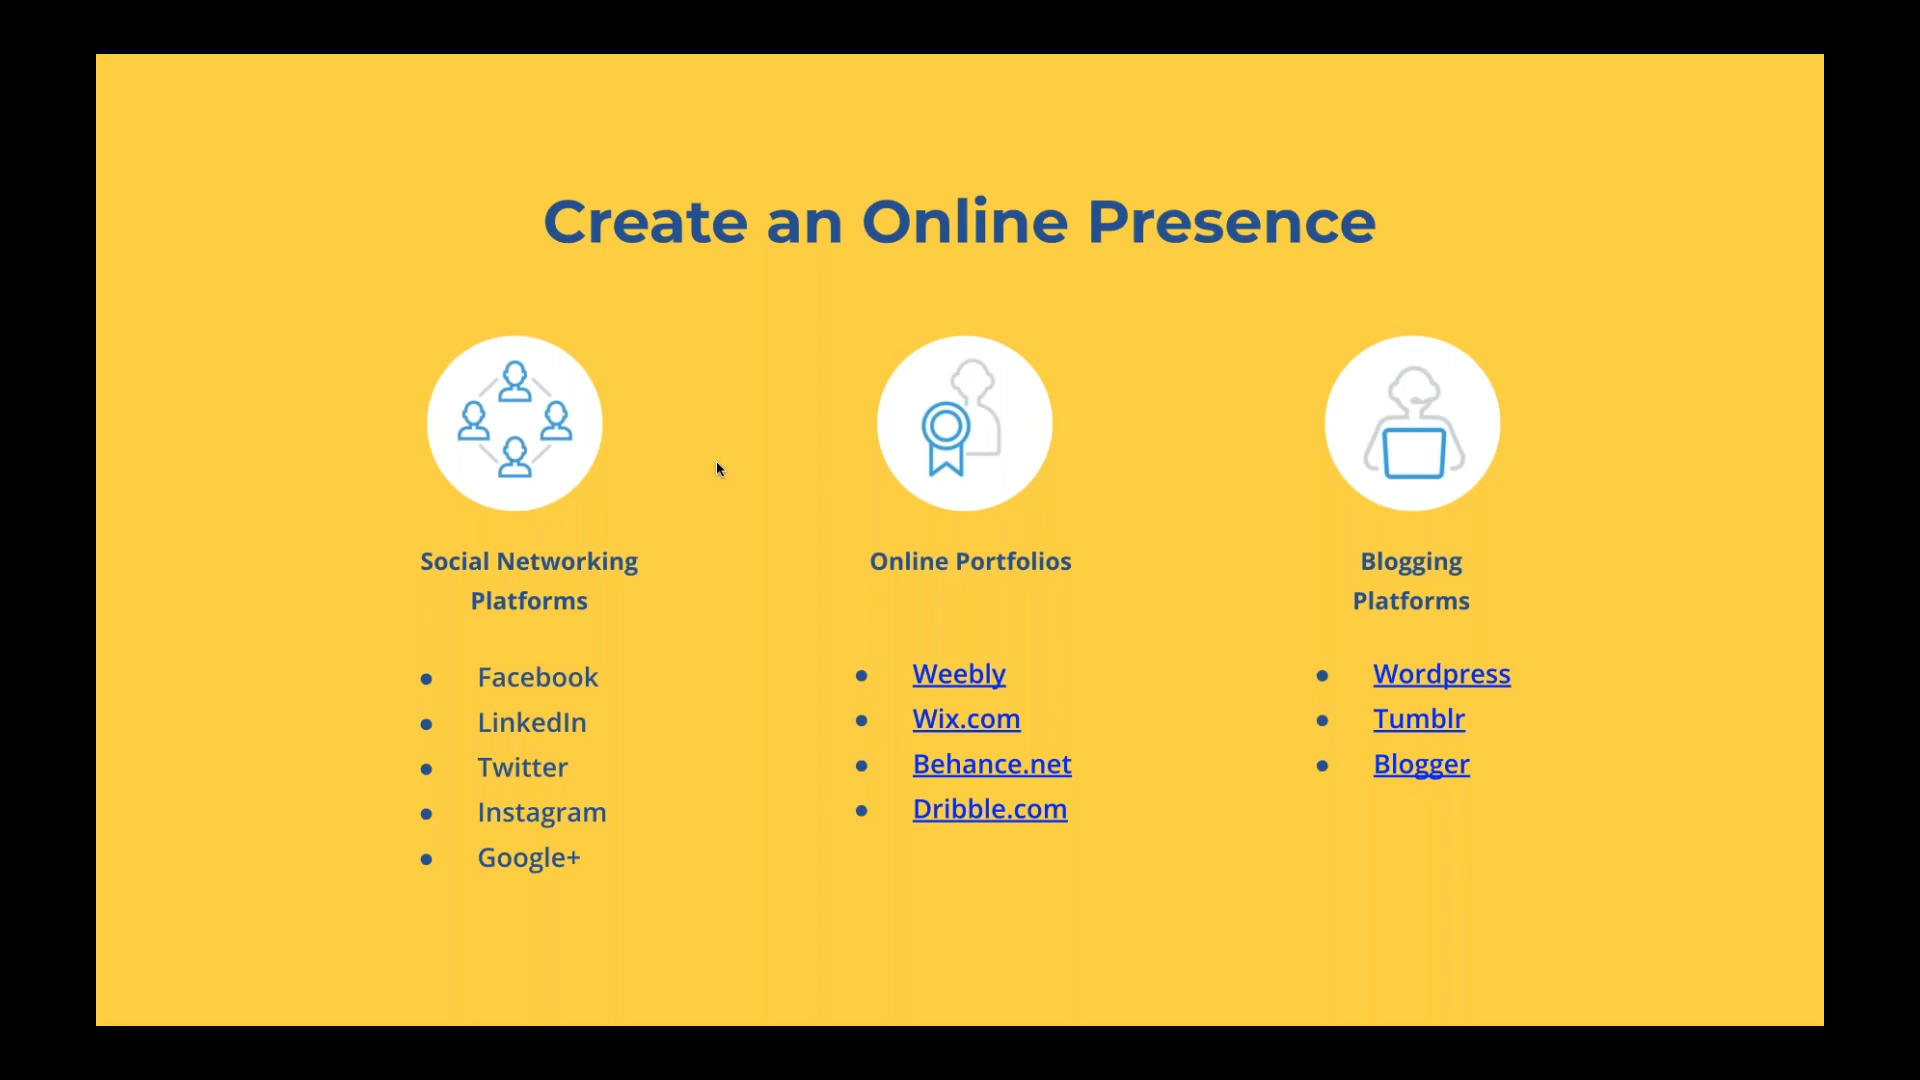 Create an Online Presence
Social Networking
Platforms
Facebook
LinkedIn
Twitter
Instagram
Google+
Online Portfolios
Weebly
Wix.com
Behance.net
Dribble.com
Blogging
Platforms
Wordpress
Tumblr
Blogger